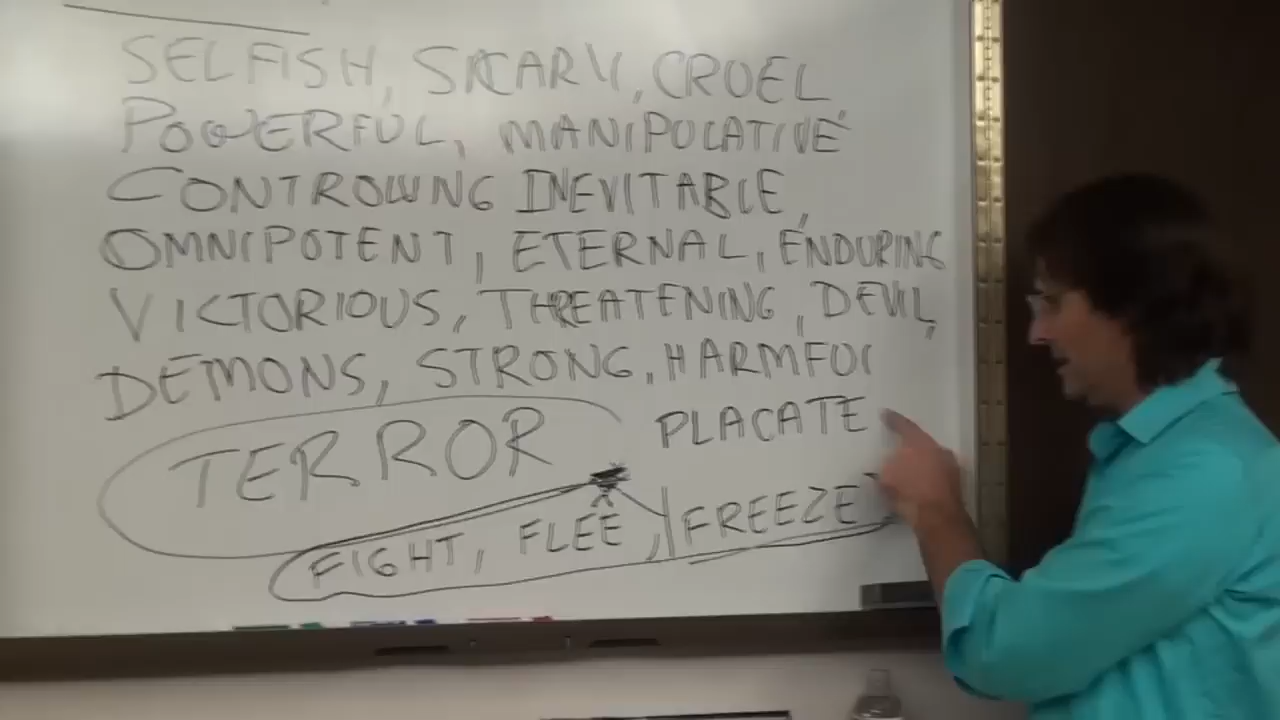 SELFISH, SCARY, CRUEL,
POWERFUL, MANIPULATIVE
CONTROLLING INEVITABLE,
OMNIPOTENT, ETERNAL, ENDURING
VICTORIOUS, THREATENING, DEVIL,
DEMONS, STRONG, HARMFUL
TERROR PLACATE
FIGHT, FLEE, FREEZE